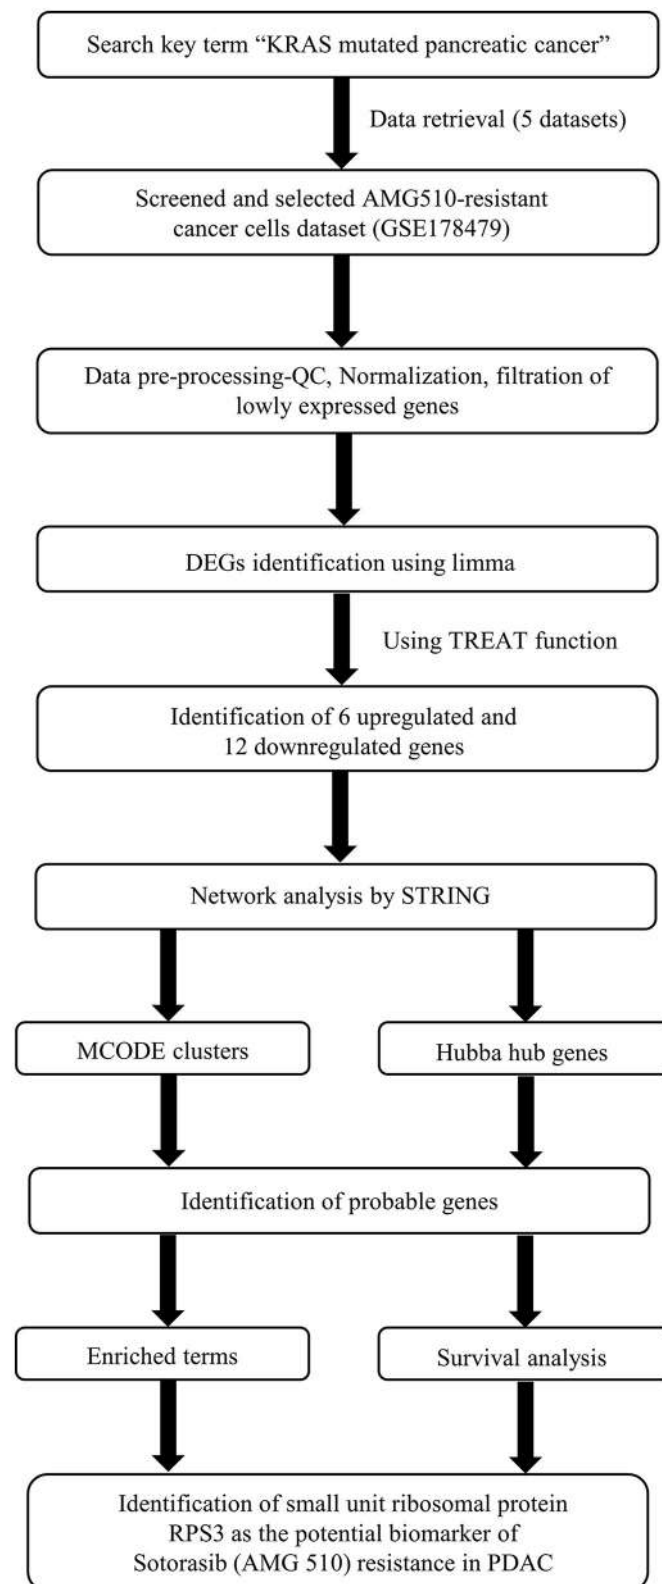 Search key term “KRAS mutated pancreatic cancer”
Data retrieval (5 datasets)
Screened and selected AMG510-resistant
cancer cells dataset (GSE178479)
Data pre-processing-QC, Normalization, filtration of
lowly expressed genes
DEGs identification using limma
Using TREAT function
Identification of 6 upregulated and
12 downregulated genes
Network analysis by STRING
MCODE clusters
Hubba hub genes
Identification of probable genes
Enriched terms
Survival analysis
Identification of small unit ribosomal protein
RPS3 as the potential biomarker of
Sotorasib (AMG 510) resistance in PDAC